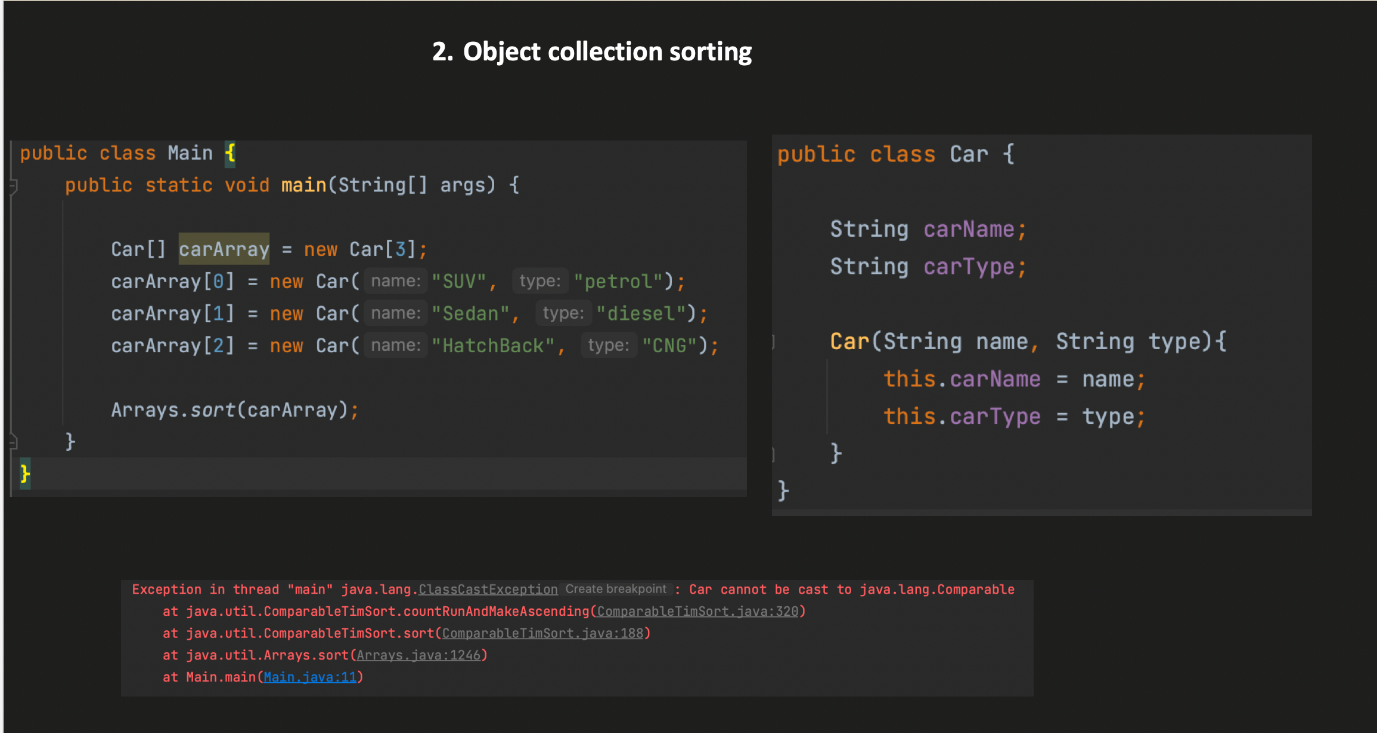 2. Object collection sorting
public class Main {
public static void main(String[] args) {
Car[] carArray = new Car[3];
carArray[0] = new Car( name: "SUV", type: "petrol");
carArray[1] = new Car( name: "Sedan", type: "diesel");
carArray[2] = new Car( name: "HatchBack", type: "CNG");
Arrays.sort(carArray);
}
}
public class Car {
String carName;
String carType;
Car(String name, String type){
this.carName = name;
this.carType = type;
}
}
Exception in thread "main" java.lang.ClassCastException Create breakpoint : Car cannot be cast to java.lang.Comparable
at java.util.ComparableTimSort.countRunAndMakeAscending(ComparableTimSort.java:320)
at java.util.ComparableTimSort.sort(ComparableTimSort.java:188)
at java.util.Arrays.sort(Arrays.java:1246)
at Main.main(Main.java:11)